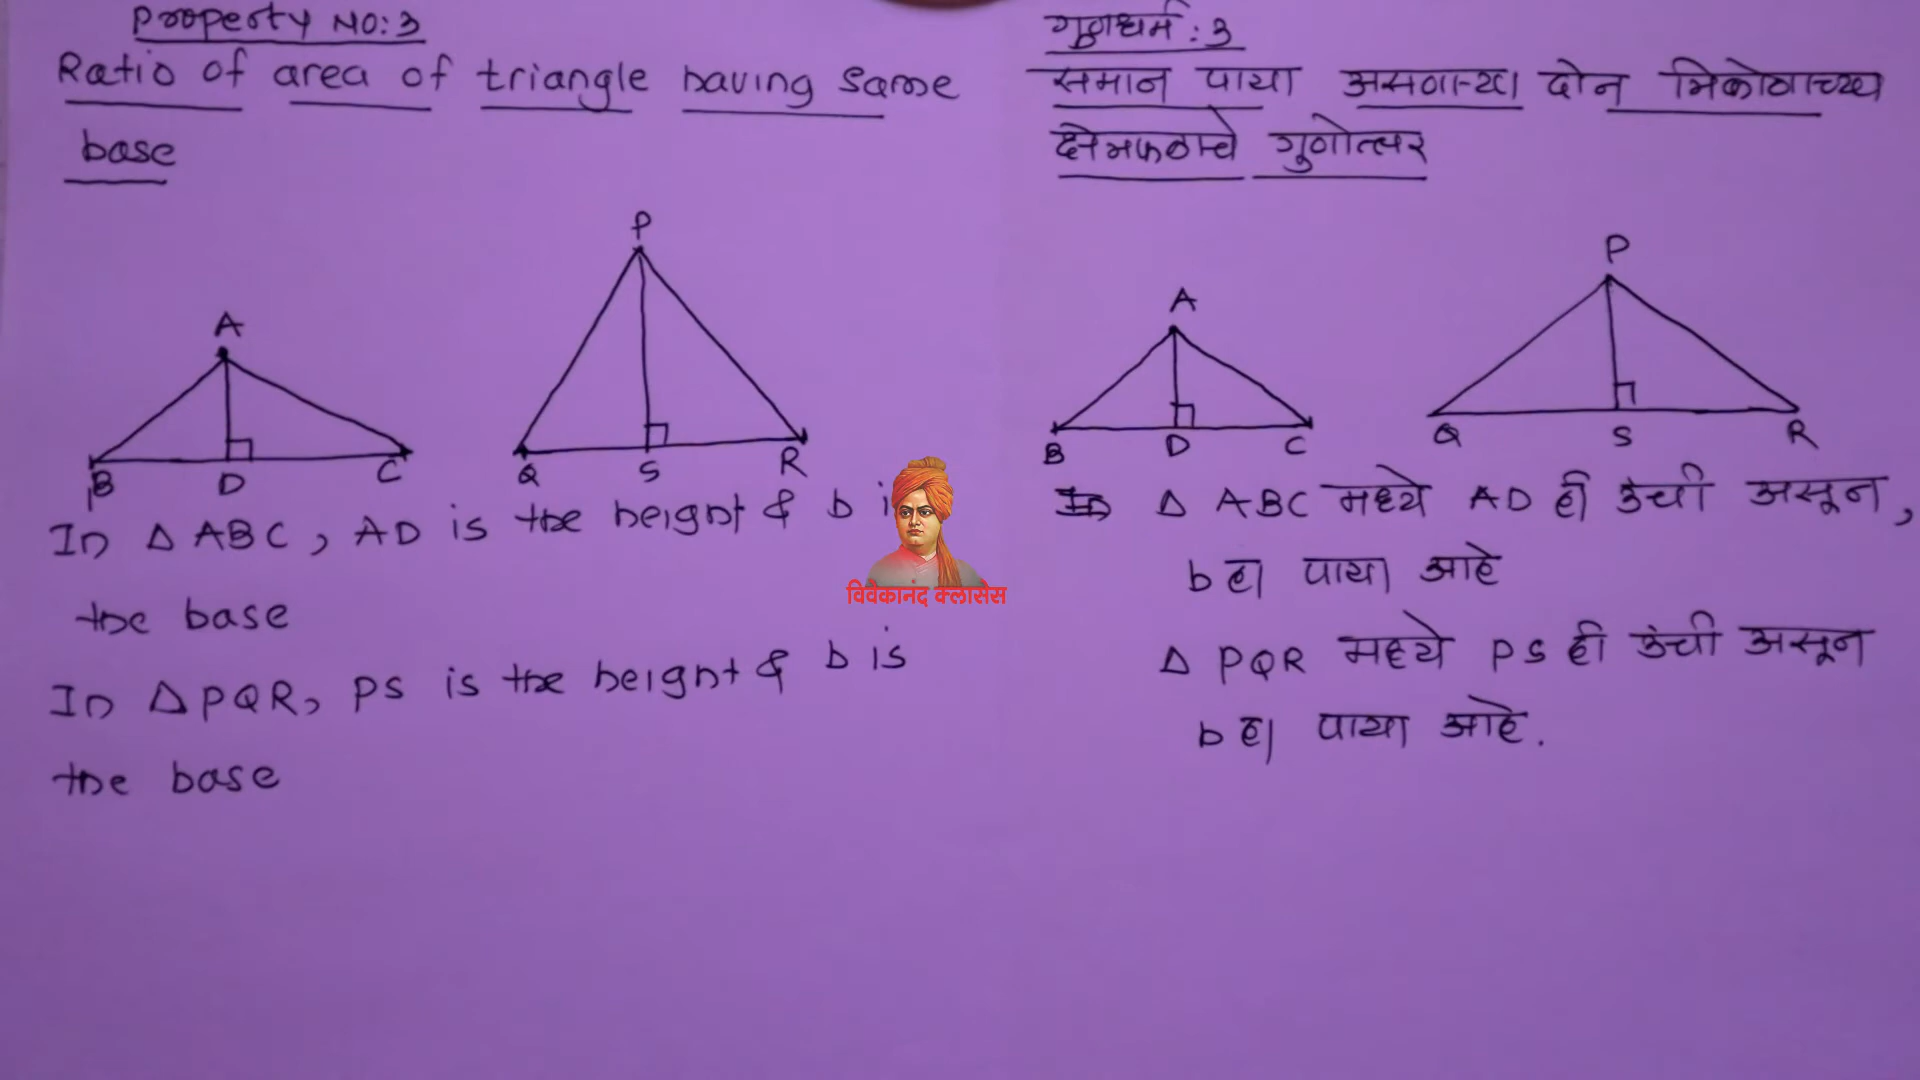 Property NO:3
Ratio of area of triangle having same
base
P
A
B
D
C
Q
S
R
In Δ ABC, AD is the height & b i
the base
In Δ PQR, PS is the height & b is
the base
गुणधर्म : 3
समान पाया असणाऱ्या दोन त्रिकोणाच्या
क्षेत्रफळाचे गुणोत्तर
P
A
B
D
C
Q
S
R
Δ ABC मध्ये AD ही उंची असून,
b हा पाया आहे
Δ PQR मध्ये PS ही उंची असून
b हा पाया आहे.
विवेकानंद क्लासेस